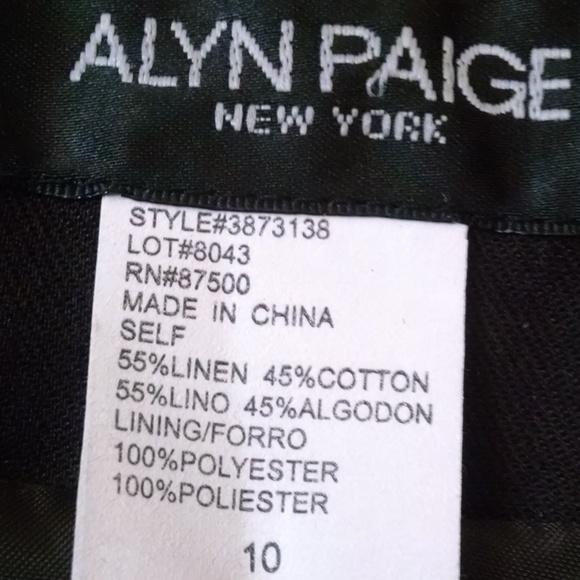 ALYN PAIGE
NEW YORK
STYLE#3873138
LOT#8043
RN#87500
MADE IN CHINA
SELF
55%LINEN 45%COTTON
55%LINO 45%ALGODON
LINING/FORRO
100%POLYESTER
100%POLIESTER
10